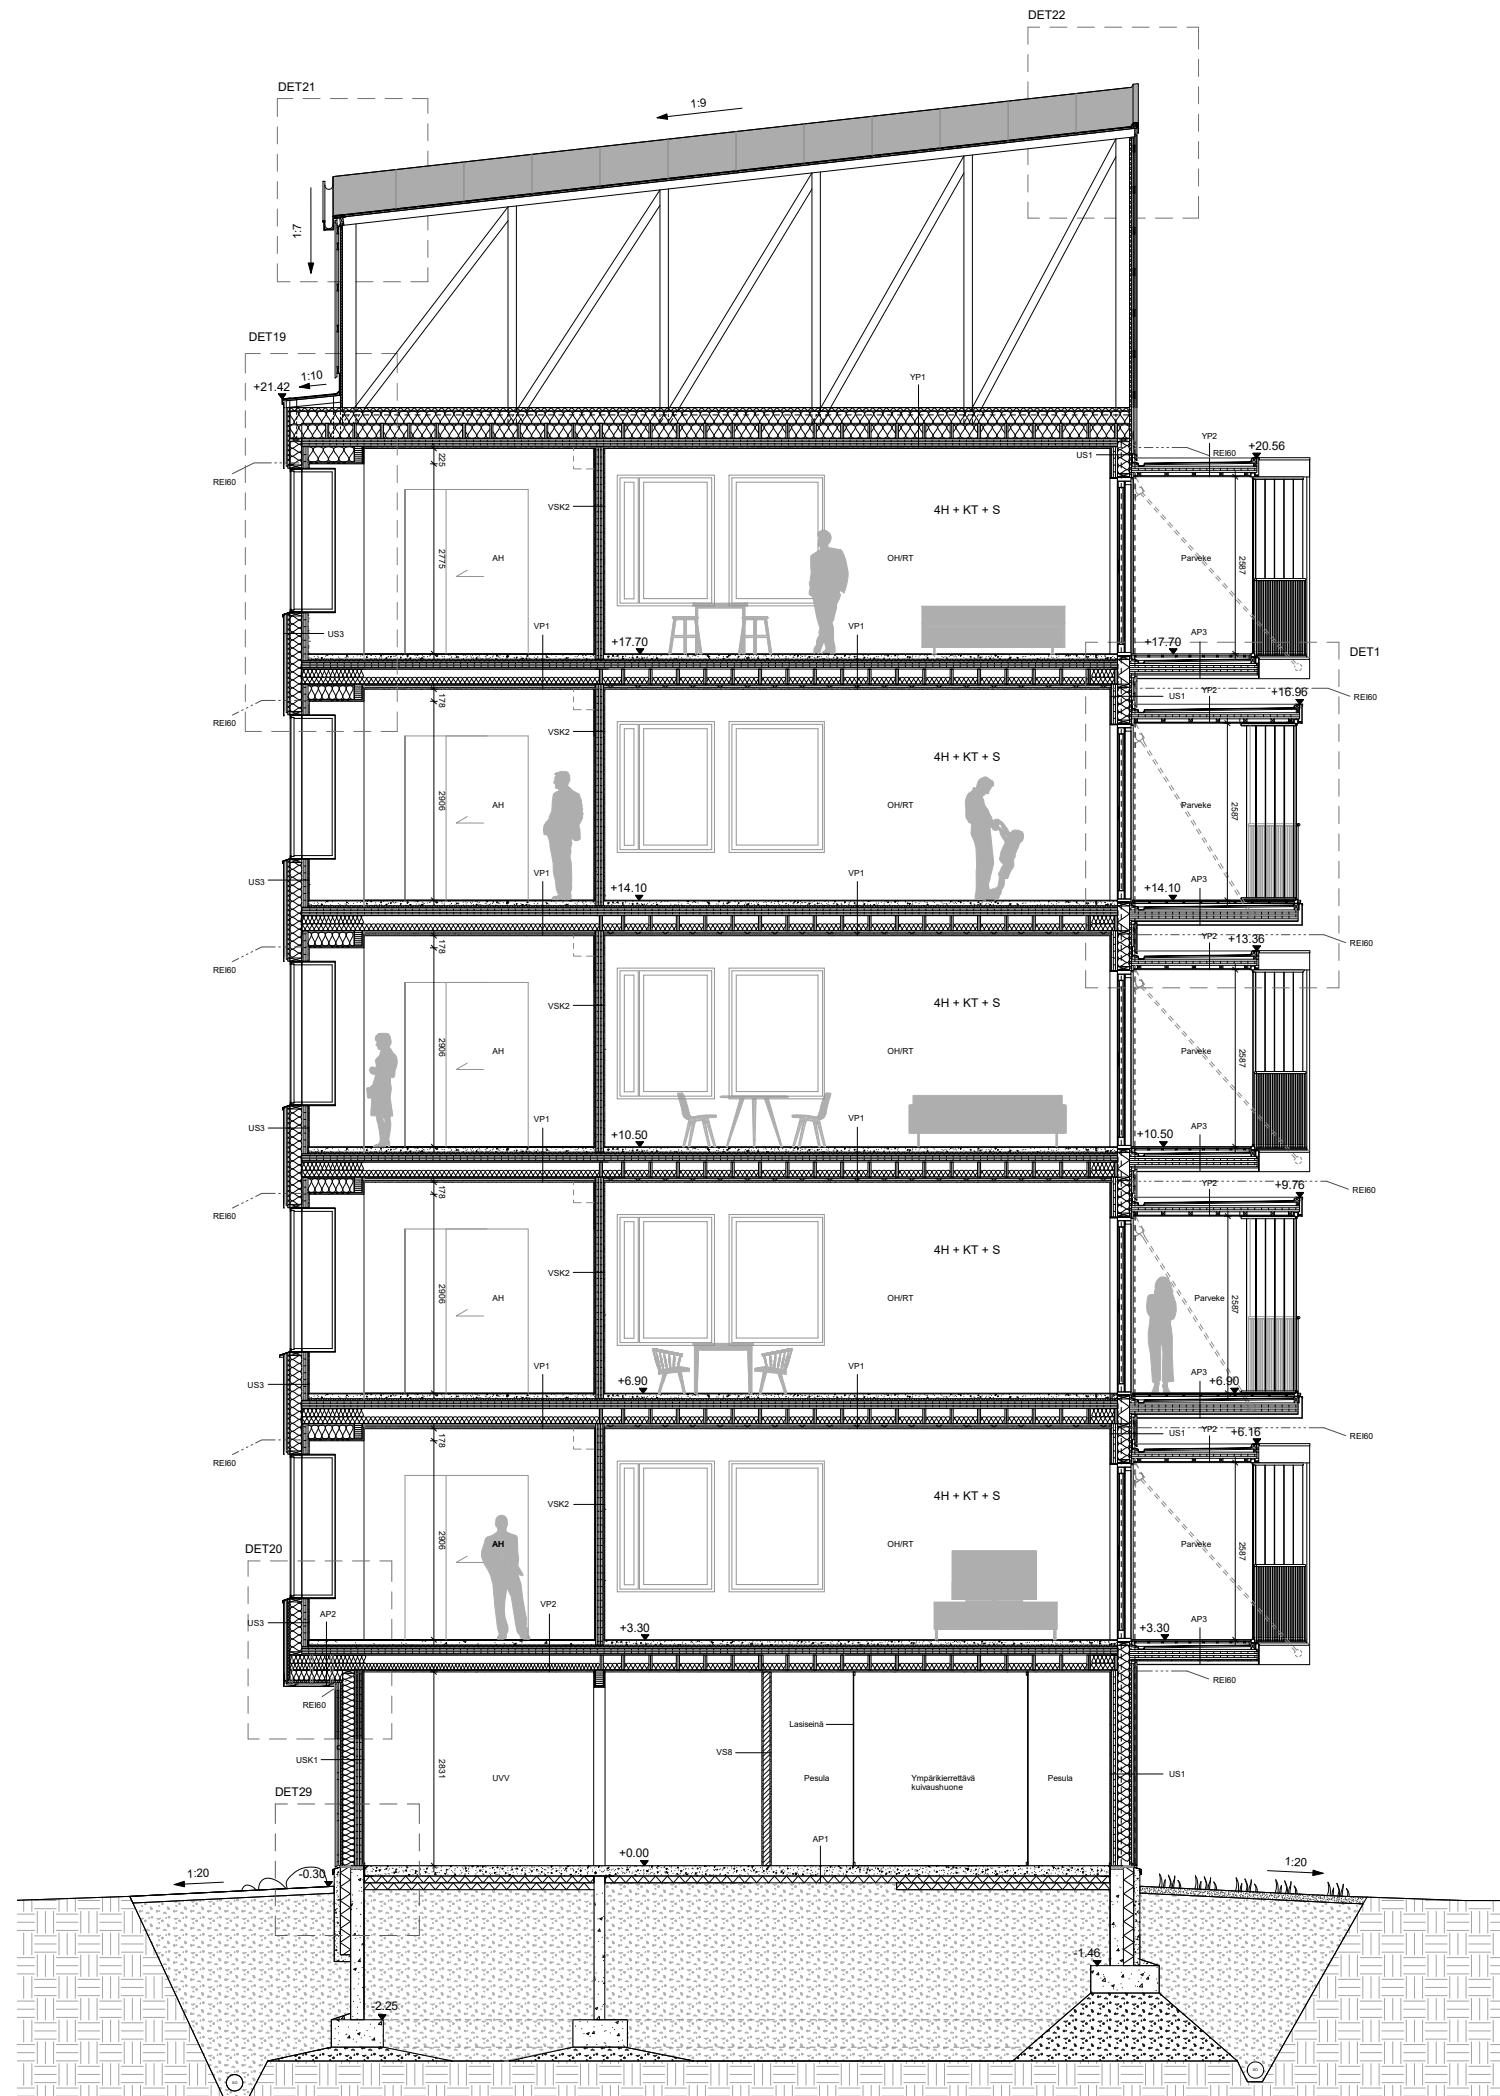 DET22
DET21
1:9
1:7
DET19
1:10
+21.42
YP1
YP2
+20.56
REI60
US1
REI60
225
VSK2
4H + KT + S
2775
AH
OH/RT
Parveke
2587
US3
VP1
+17.70
VP1
AP3
+17.70
DET1
REI60
178
US1
YP2
+16.96
REI60
VSK2
4H + KT + S
2906
AH
OH/RT
Parveke
2587
US3
VP1
+14.10
VP1
AP3
+14.10
REI60
178
YP2
+13.36
REI60
VSK2
4H + KT + S
2906
AH
OH/RT
Parveke
2587
US3
VP1
+10.50
VP1
AP3
+10.50
REI60
178
YP2
+9.76
REI60
VSK2
4H + KT + S
2906
AH
OH/RT
Parveke
2587
US3
VP1
+6.90
VP1
AP3
+6.90
REI60
178
US1
YP2
+6.16
REI60
VSK2
4H + KT + S
2906
AH
OH/RT
Parveke
2587
DET20
US3
AP2
VP2
+3.30
AP3
+3.30
REI60
REI60
Lasiseinä
USK1
VS8
2831
UVV
Pesula
Ympärikierrettävä
kuivaushuone
Pesula
US1
DET29
AP1
+0.00
1:20
-0.30
1:20
-1.46
-2.25